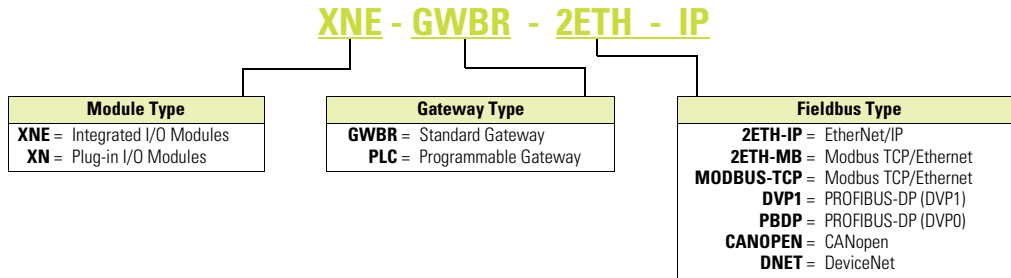 XNE - GWBR - 2ETH - IP
Module Type
XNE = Integrated I/O Modules
XN = Plug-in I/O Modules
Gateway Type
GWBR = Standard Gateway
PLC = Programmable Gateway
Fieldbus Type
2ETH-IP = EtherNet/IP
2ETH-MB = Modbus TCP/Ethernet
MODBUS-TCP = Modbus TCP/Ethernet
DVP1 = PROFIBUS-DP (DVP1)
PBDP = PROFIBUS-DP (DVP0)
CANOPEN = CANopen
DNET = DeviceNet